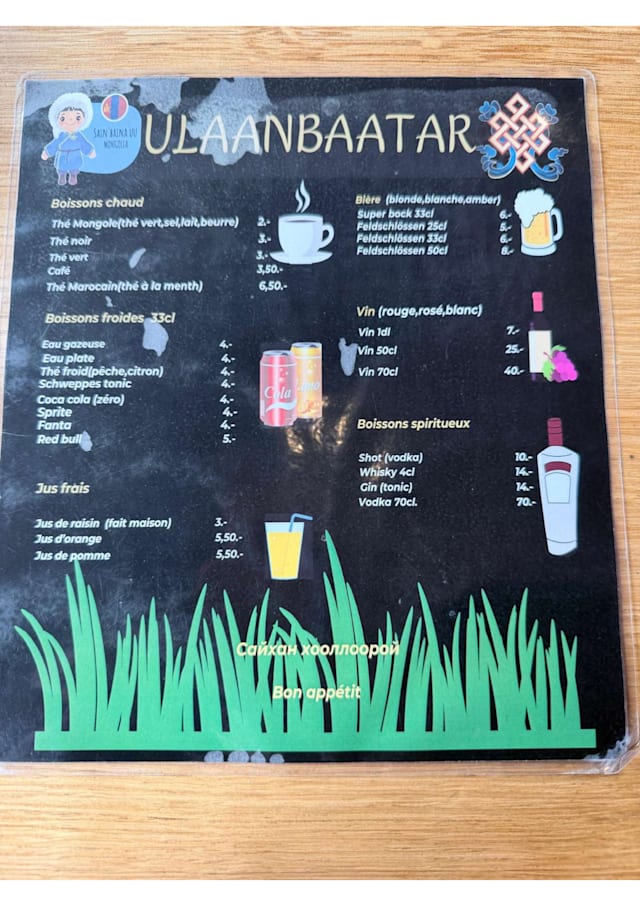 SAIN BAINA UU
MONGOLIA
ULAANBAATAR
Boissons chaud
Thé Mongole(thé vert,sel,lait,beurre) 2.-
Thé noir 3.-
Thé vert 3.-
Café 3,50.-
Thé Marocain(thé à la menth) 6,50.-
Boissons froides 33cl
Eau gazeuse 4.-
Eau plate 4.-
Thé froid(pêche,citron) 4.-
Schweppes tonic 4.-
Coca cola (zéro) 4.-
Sprite 4.-
Fanta 4.-
Red bull 5.-
Cola
Jus frais
Jus de raisin (fait maison) 3.-
Jus d'orange 5,50.-
Jus de pomme 5,50.-
Bière (blonde,blanche,amber)
Super bock 33cl 6.-
Feldschlössen 25cl 5.-
Feldschlössen 33cl 6.-
Feldschlössen 50cl 8.-
Vin (rouge,rosé,blanc)
Vin 1dl 7.-
Vin 50cl 25.-
Vin 70cl 40.-
Boissons spiritueux
Shot (vodka) 10.-
Whisky 4cl 14.-
Gin (tonic) 14.-
Vodka 70cl. 70.-
Сайхан хооллоорой
Bon appétit